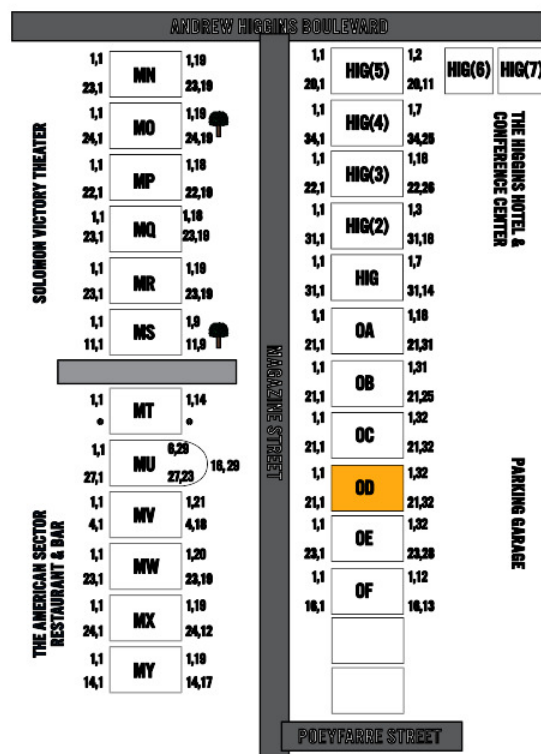 ANDREW HIGGINS BOULEVARD
1,1 MN 1,19
23,1 23,19
1,1 MO 1,19
24,1 24,19
1,1 MP 1,18
22,1 22,19
1,1 MQ 1,18
23,1 23,19
1,1 MR 1,19
23,1 23,19
1,1 MS 1,9
11,1 11,9
SOLOMON VICTORY THEATER
1,1 MT 1,14
1,1 MU 6,29
27,1 27,23 16,29
1,1 MV 1,21
4,1 4,18
1,1 MW 1,20
23,1 23,19
1,1 MX 1,19
24,1 24,12
1,1 MY 1,19
14,1 14,17
THE AMERICAN SECTOR
RESTAURANT & BAR
MAGAZINE STREET
1,1 HIG(5) 1,2
20,1 20,11
HIG(6) HIG(7)
1,1 HIG(4) 1,7
34,1 34,25
1,1 HIG(3) 1,16
22,1 22,26
1,1 HIG(2) 1,3
31,1 31,16
1,1 HIG 1,7
31,1 31,14
1,1 OA 1,16
21,1 21,31
1,1 OB 1,31
21,1 21,25
1,1 OC 1,32
21,1 21,32
1,1 OD 1,32
21,1 21,32
1,1 OE 1,32
23,1 23,28
1,1 OF 1,12
16,1 16,13
THE HIGGINS HOTEL &
CONFERENCE CENTER
PARKING GARAGE
POEYFARRE STREET